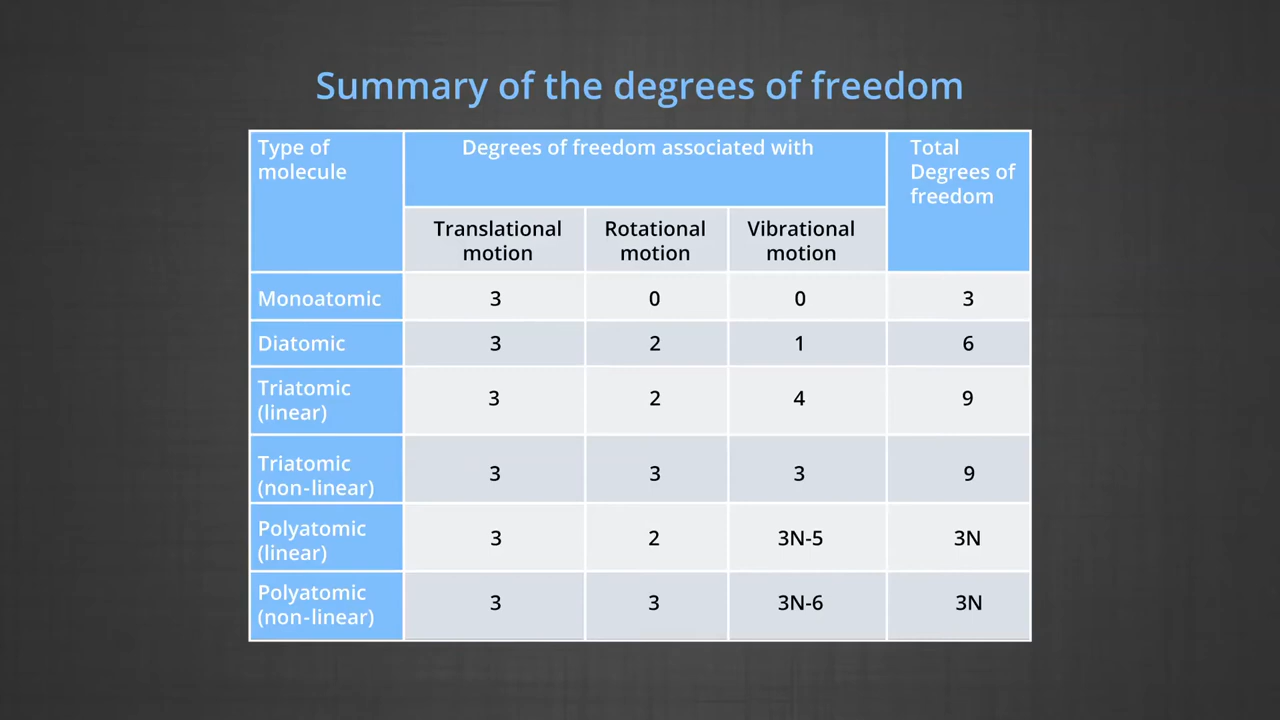 Summary of the degrees of freedom
Type of
molecule
Degrees of freedom associated with
Total
Degrees of
freedom
Translational
motion
Rotational
motion
Vibrational
motion
Monoatomic 3 0 0 3
Diatomic 3 2 1 6
Triatomic
(linear) 3 2 4 9
Triatomic
(non-linear) 3 3 3 9
Polyatomic
(linear) 3 2 3N-5 3N
Polyatomic
(non-linear) 3 3 3N-6 3N